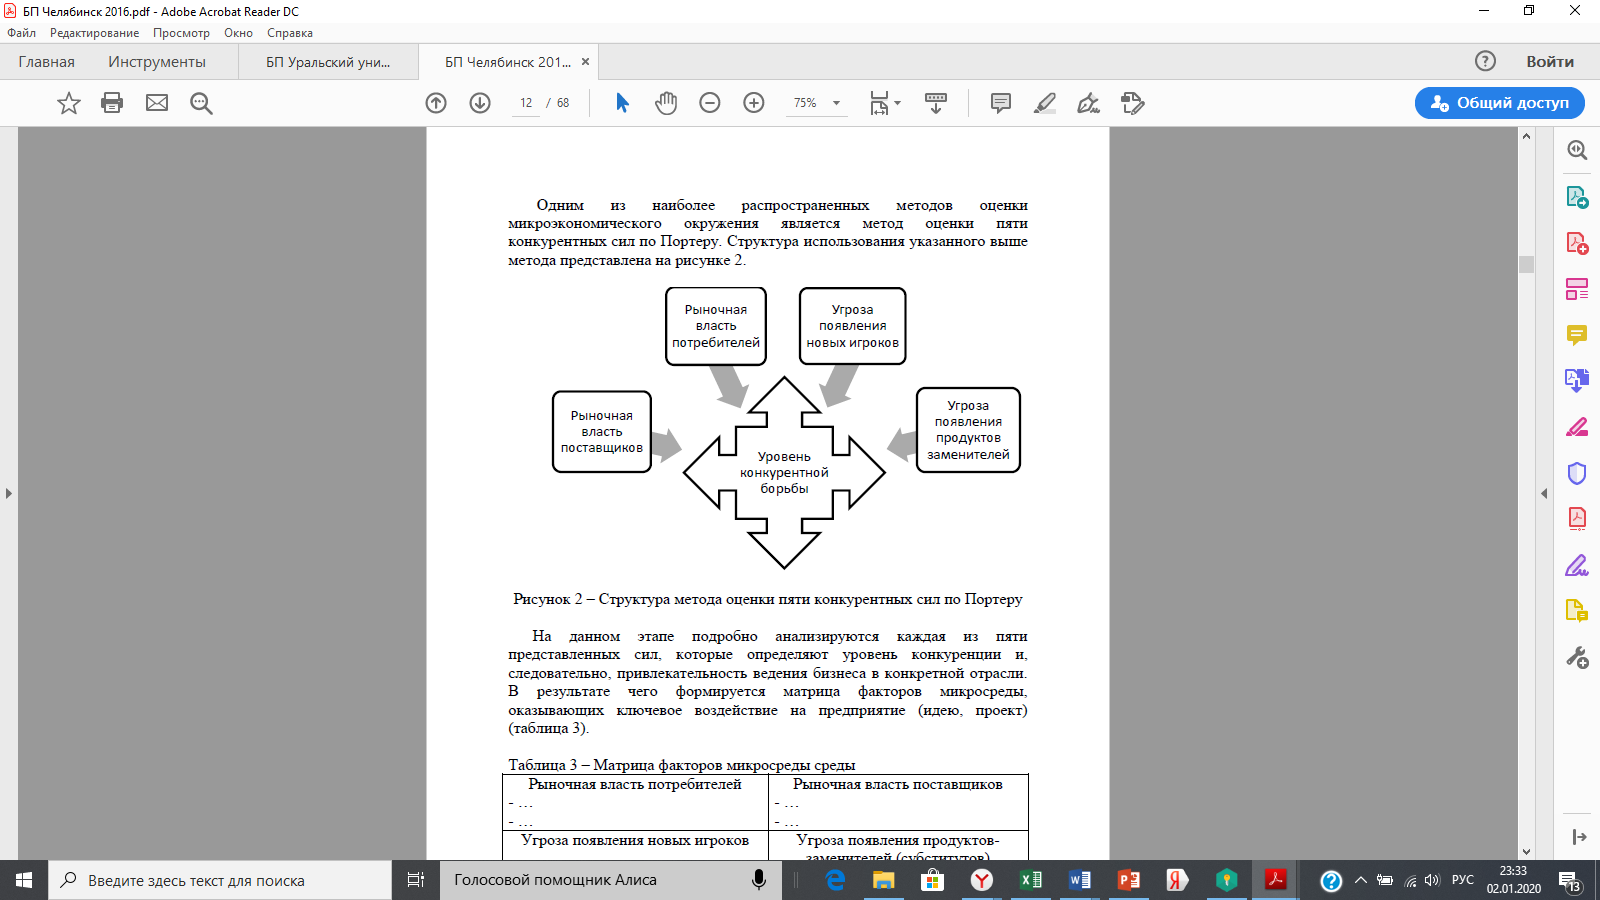 БП Челябинск 2016.pdf - Adobe Acrobat Reader DC
Файл Редактирование Просмотр Окно Справка
Главная Инструменты БП Уральский уни... БП Челябинск 201... × Войти
12 / 68 75% Общий доступ
Одним из наиболее распространенных методов оценки
микроэкономического окружения является метод оценки пяти
конкурентных сил по Портеру. Структура использования указанного выше
метода представлена на рисунке 2.
Рыночная
власть
потребителей
Угроза
появления
новых игроков
Рыночная
власть
поставщиков
Угроза
появления
продуктов
заменителей
Уровень
конкурентной
борьбы
Рисунок 2 – Структура метода оценки пяти конкурентных сил по Портеру
На данном этапе подробно анализируются каждая из пяти
представленных сил, которые определяют уровень конкуренции и,
следовательно, привлекательность ведения бизнеса в конкретной отрасли.
В результате чего формируется матрица факторов микросреды,
оказывающих ключевое воздействие на предприятие (идею, проект)
(таблица 3).
Таблица 3 – Матрица факторов микросреды среды
Рыночная власть потребителей
- …
- …
Рыночная власть поставщиков
- …
- …
Угроза появления новых игроков
Угроза появления продуктов-
заменителей (субститутов)
Введите здесь текст для поиска
Голосовой помощник Алиса
РУС
23:33
02.01.2020
13